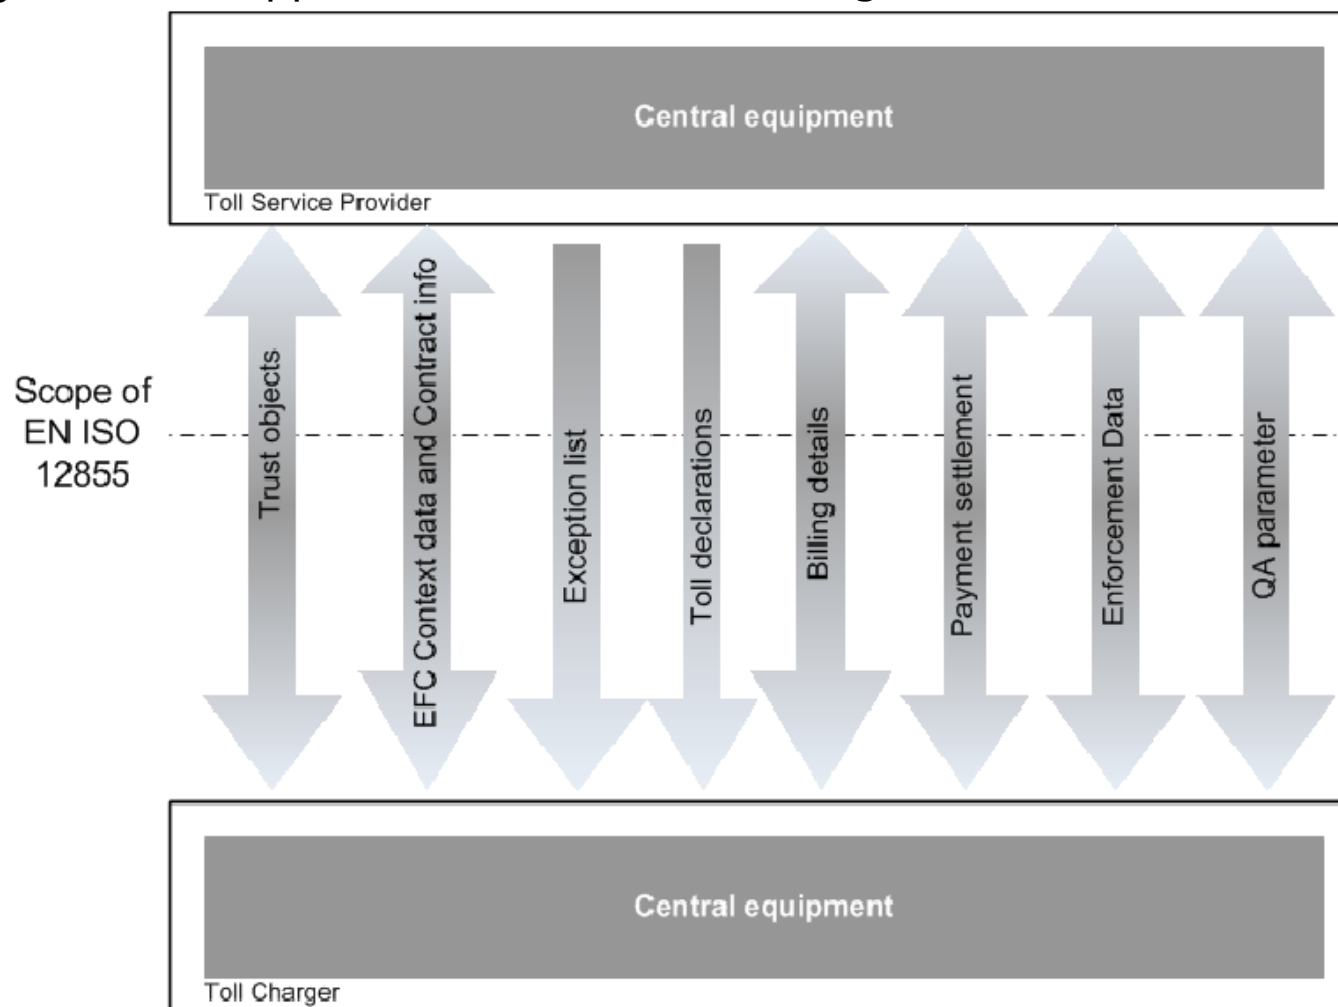 Central equipment
Toll Service Provider
Scope of
EN ISO
12855
Trust objects
EFC Context data and Contract info
Exception list
Toll declarations
Billing details
Payment settlement
Enforcement Data
QA parameter
Central equipment
Toll Charger